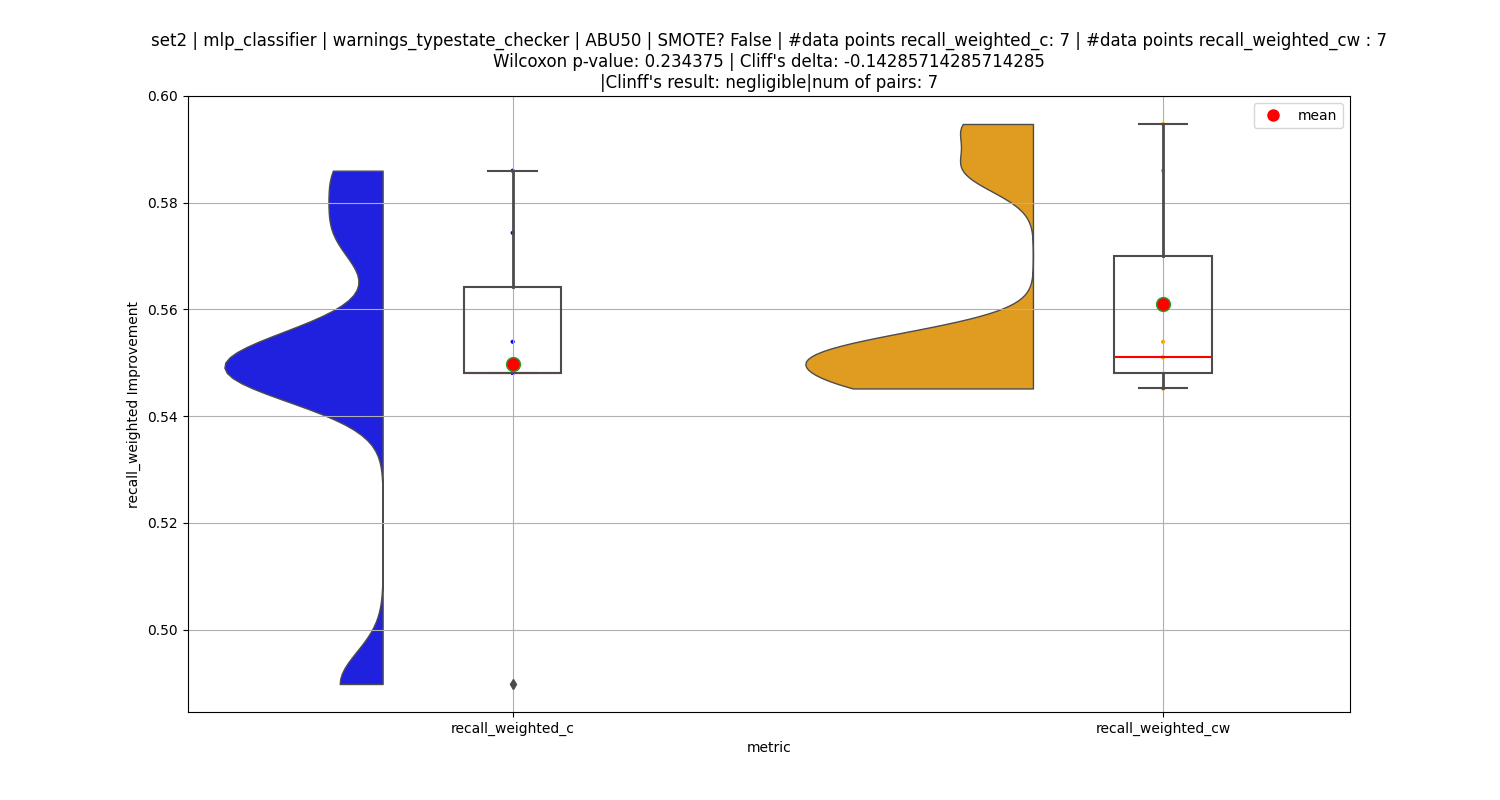 set2 | mlp_classifier | warnings_typestate_checker | ABU50 | SMOTE? False | #data points recall_weighted_c: 7 | #data points recall_weighted_cw : 7
Wilcoxon p-value: 0.234375 | Cliff's delta: -0.14285714285714285
|Clinff's result: negligible|num of pairs: 7
mean
0.60
0.58
0.56
0.54
0.52
0.50
recall_weighted Improvement
recall_weighted_c
recall_weighted_cw
metric